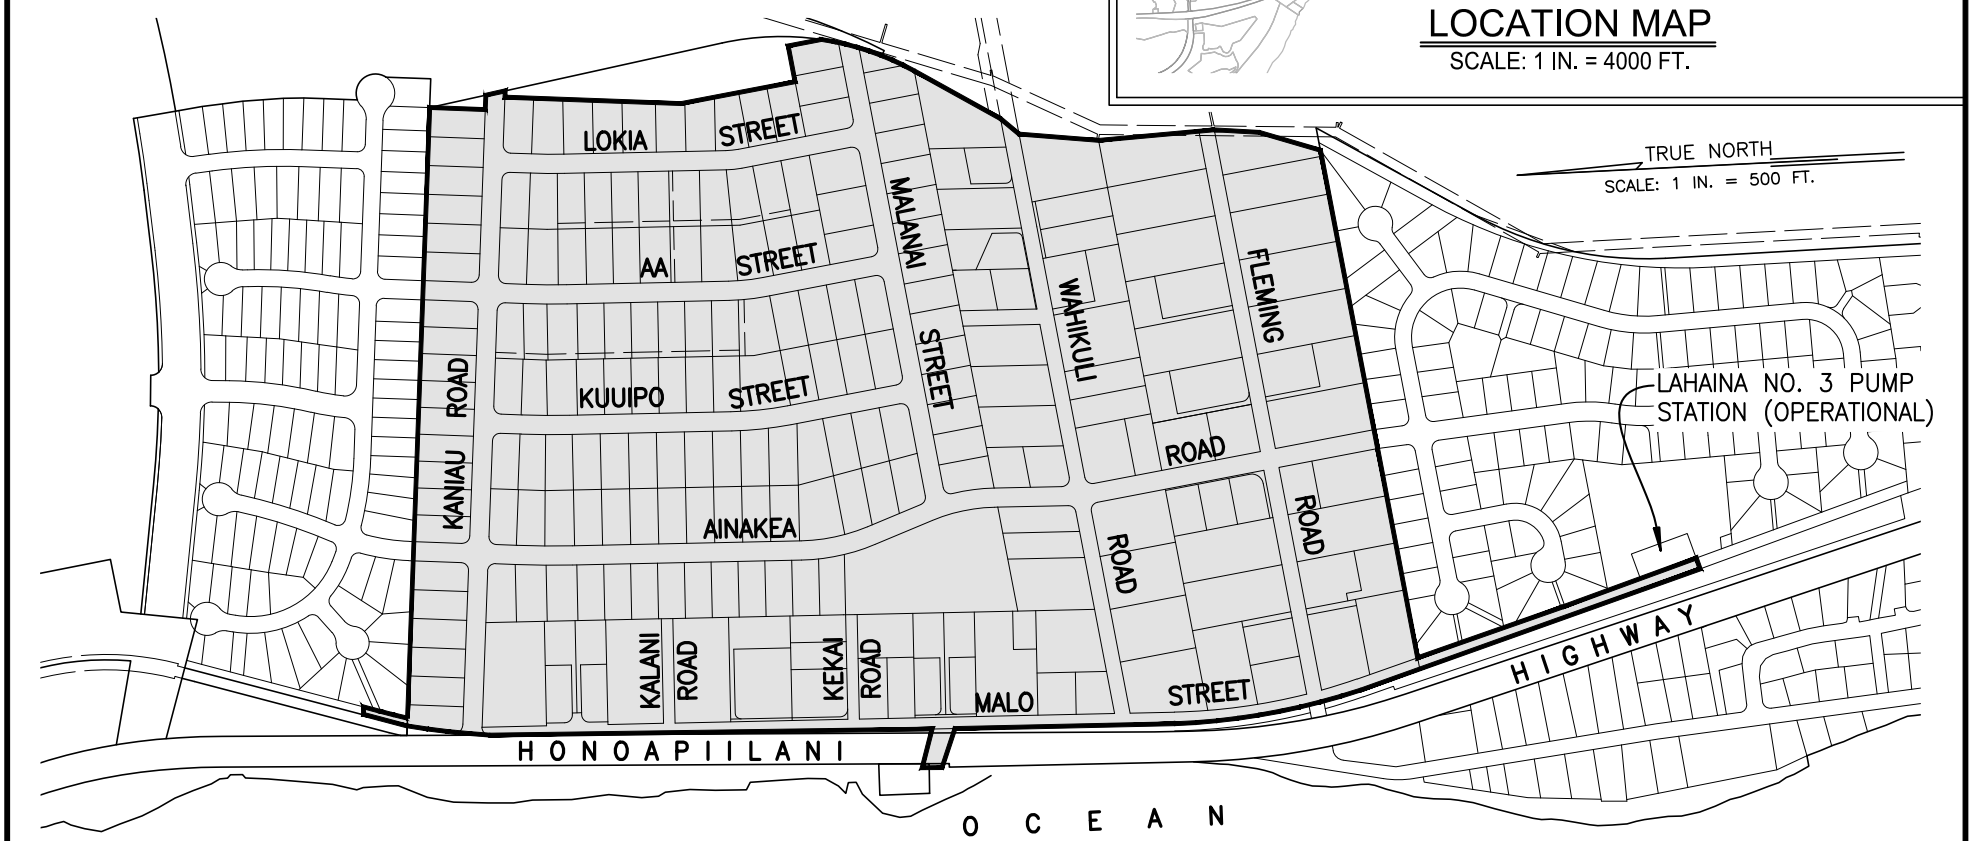 LOCATION MAP
SCALE: 1 IN. = 4000 FT.
TRUE NORTH
SCALE: 1 IN. = 500 FT.
LOKIA STREET
AA STREET
KUUIPO STREET
KANIAU ROAD
AINAKEA ROAD
MALANAI STREET
WAHIKULI ROAD
FLEMING ROAD
LAHAINA NO. 3 PUMP
STATION (OPERATIONAL)
KALANI
ROAD
KEKAI
ROAD
MALO STREET
HONOAPIILANI HIGHWAY
OCEAN